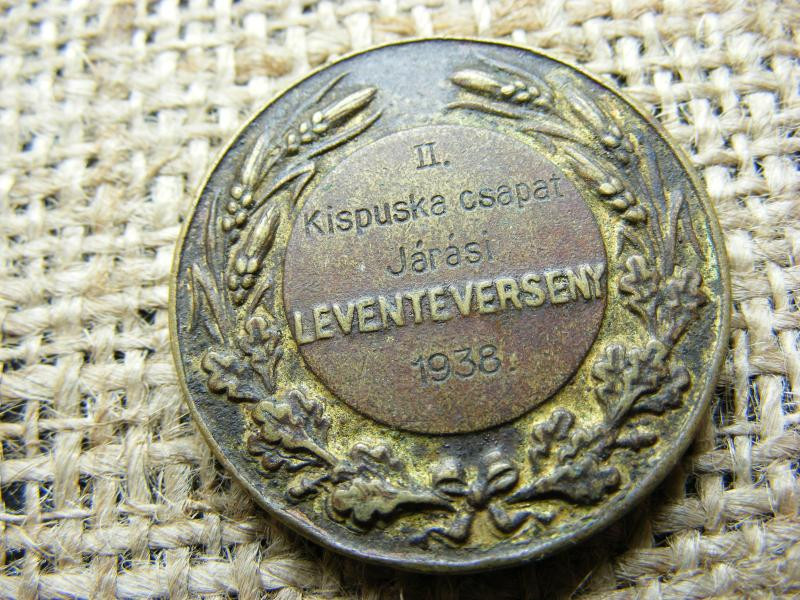 II.
Kispuska csapat
Járási
LEVENTEVERSENY
1938.